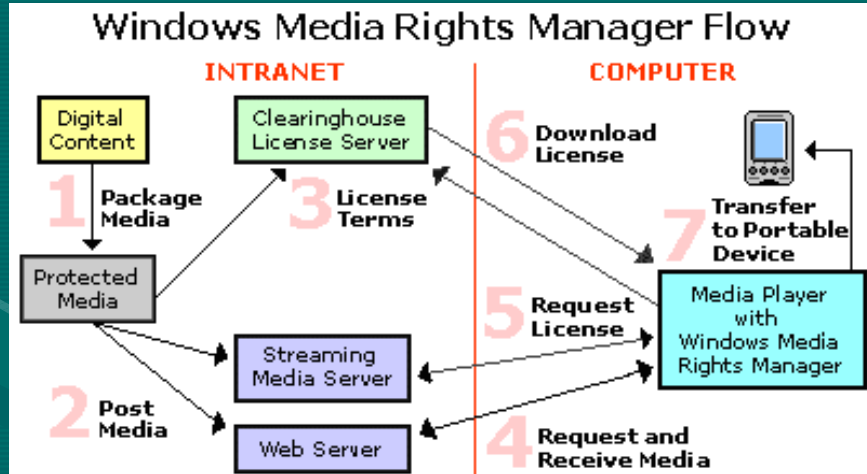 Windows Media Rights Manager Flow
INTRANET
COMPUTER
Digital
Content
Clearinghouse
License Server
6 Download
License
1 Package
Media
3 License
Terms
7 Transfer
to Portable
Device
Protected
Media
5 Request
License
Media Player
with
Windows Media
Rights Manager
Streaming
Media Server
2 Post
Media
Web Server
4 Request and
Receive Media